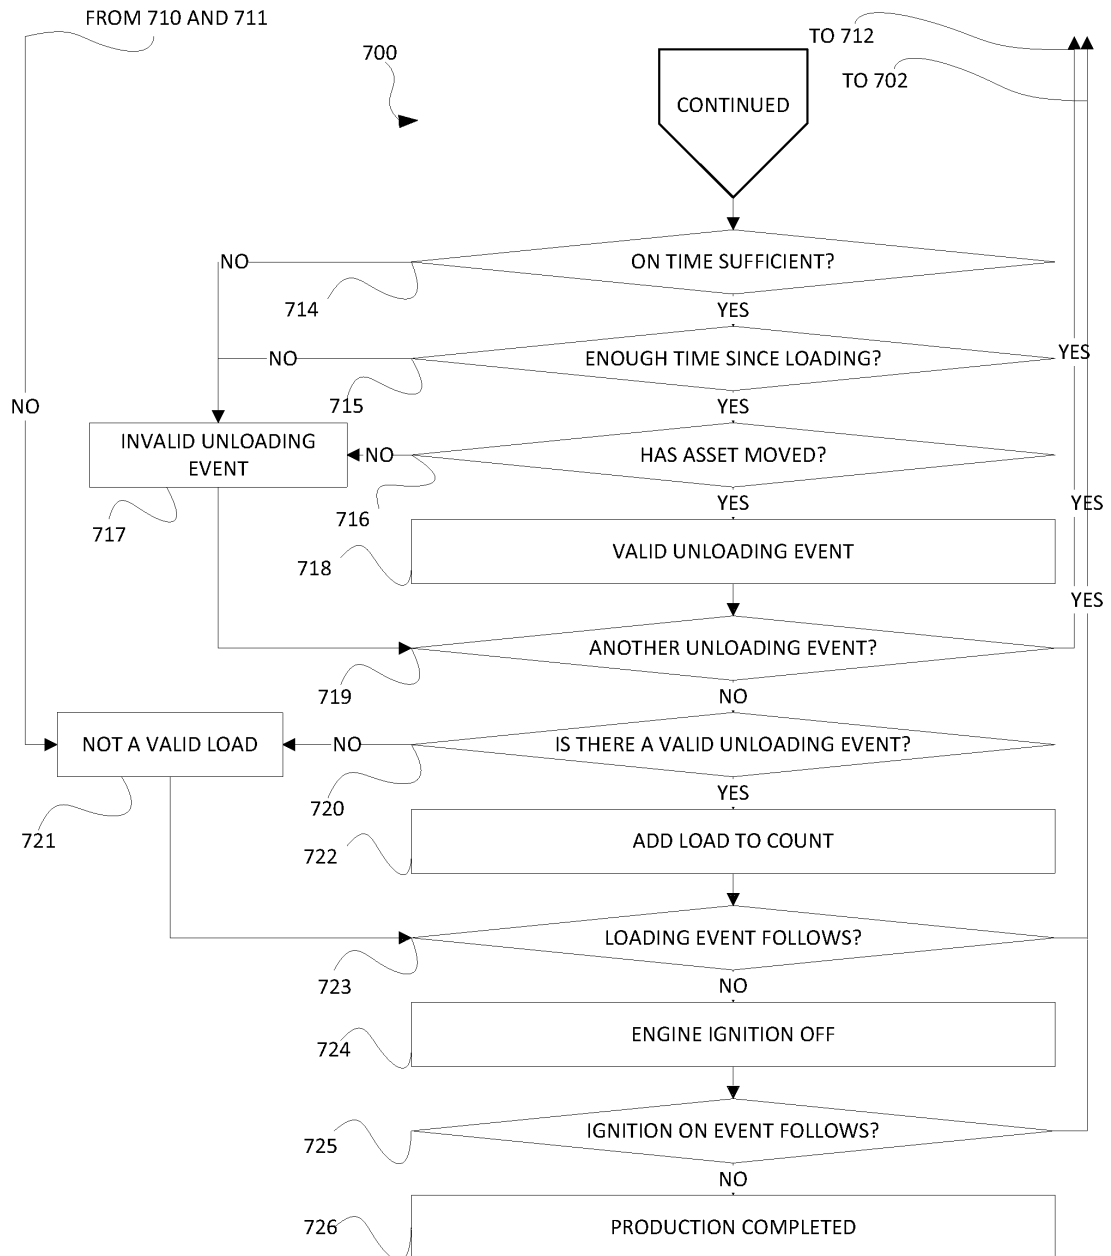 FROM 710 AND 711
TO 712
700
TO 702
CONTINUED
NO
ON TIME SUFFICIENT?
714
YES
NO
ENOUGH TIME SINCE LOADING?
YES
715
NO
YES
INVALID UNLOADING
EVENT
NO
HAS ASSET MOVED?
716
YES
YES
717
718
VALID UNLOADING EVENT
YES
ANOTHER UNLOADING EVENT?
719
NO
NOT A VALID LOAD
NO
IS THERE A VALID UNLOADING EVENT?
720
YES
721
722
ADD LOAD TO COUNT
LOADING EVENT FOLLOWS?
723
NO
724
ENGINE IGNITION OFF
725
IGNITION ON EVENT FOLLOWS?
NO
726
PRODUCTION COMPLETED